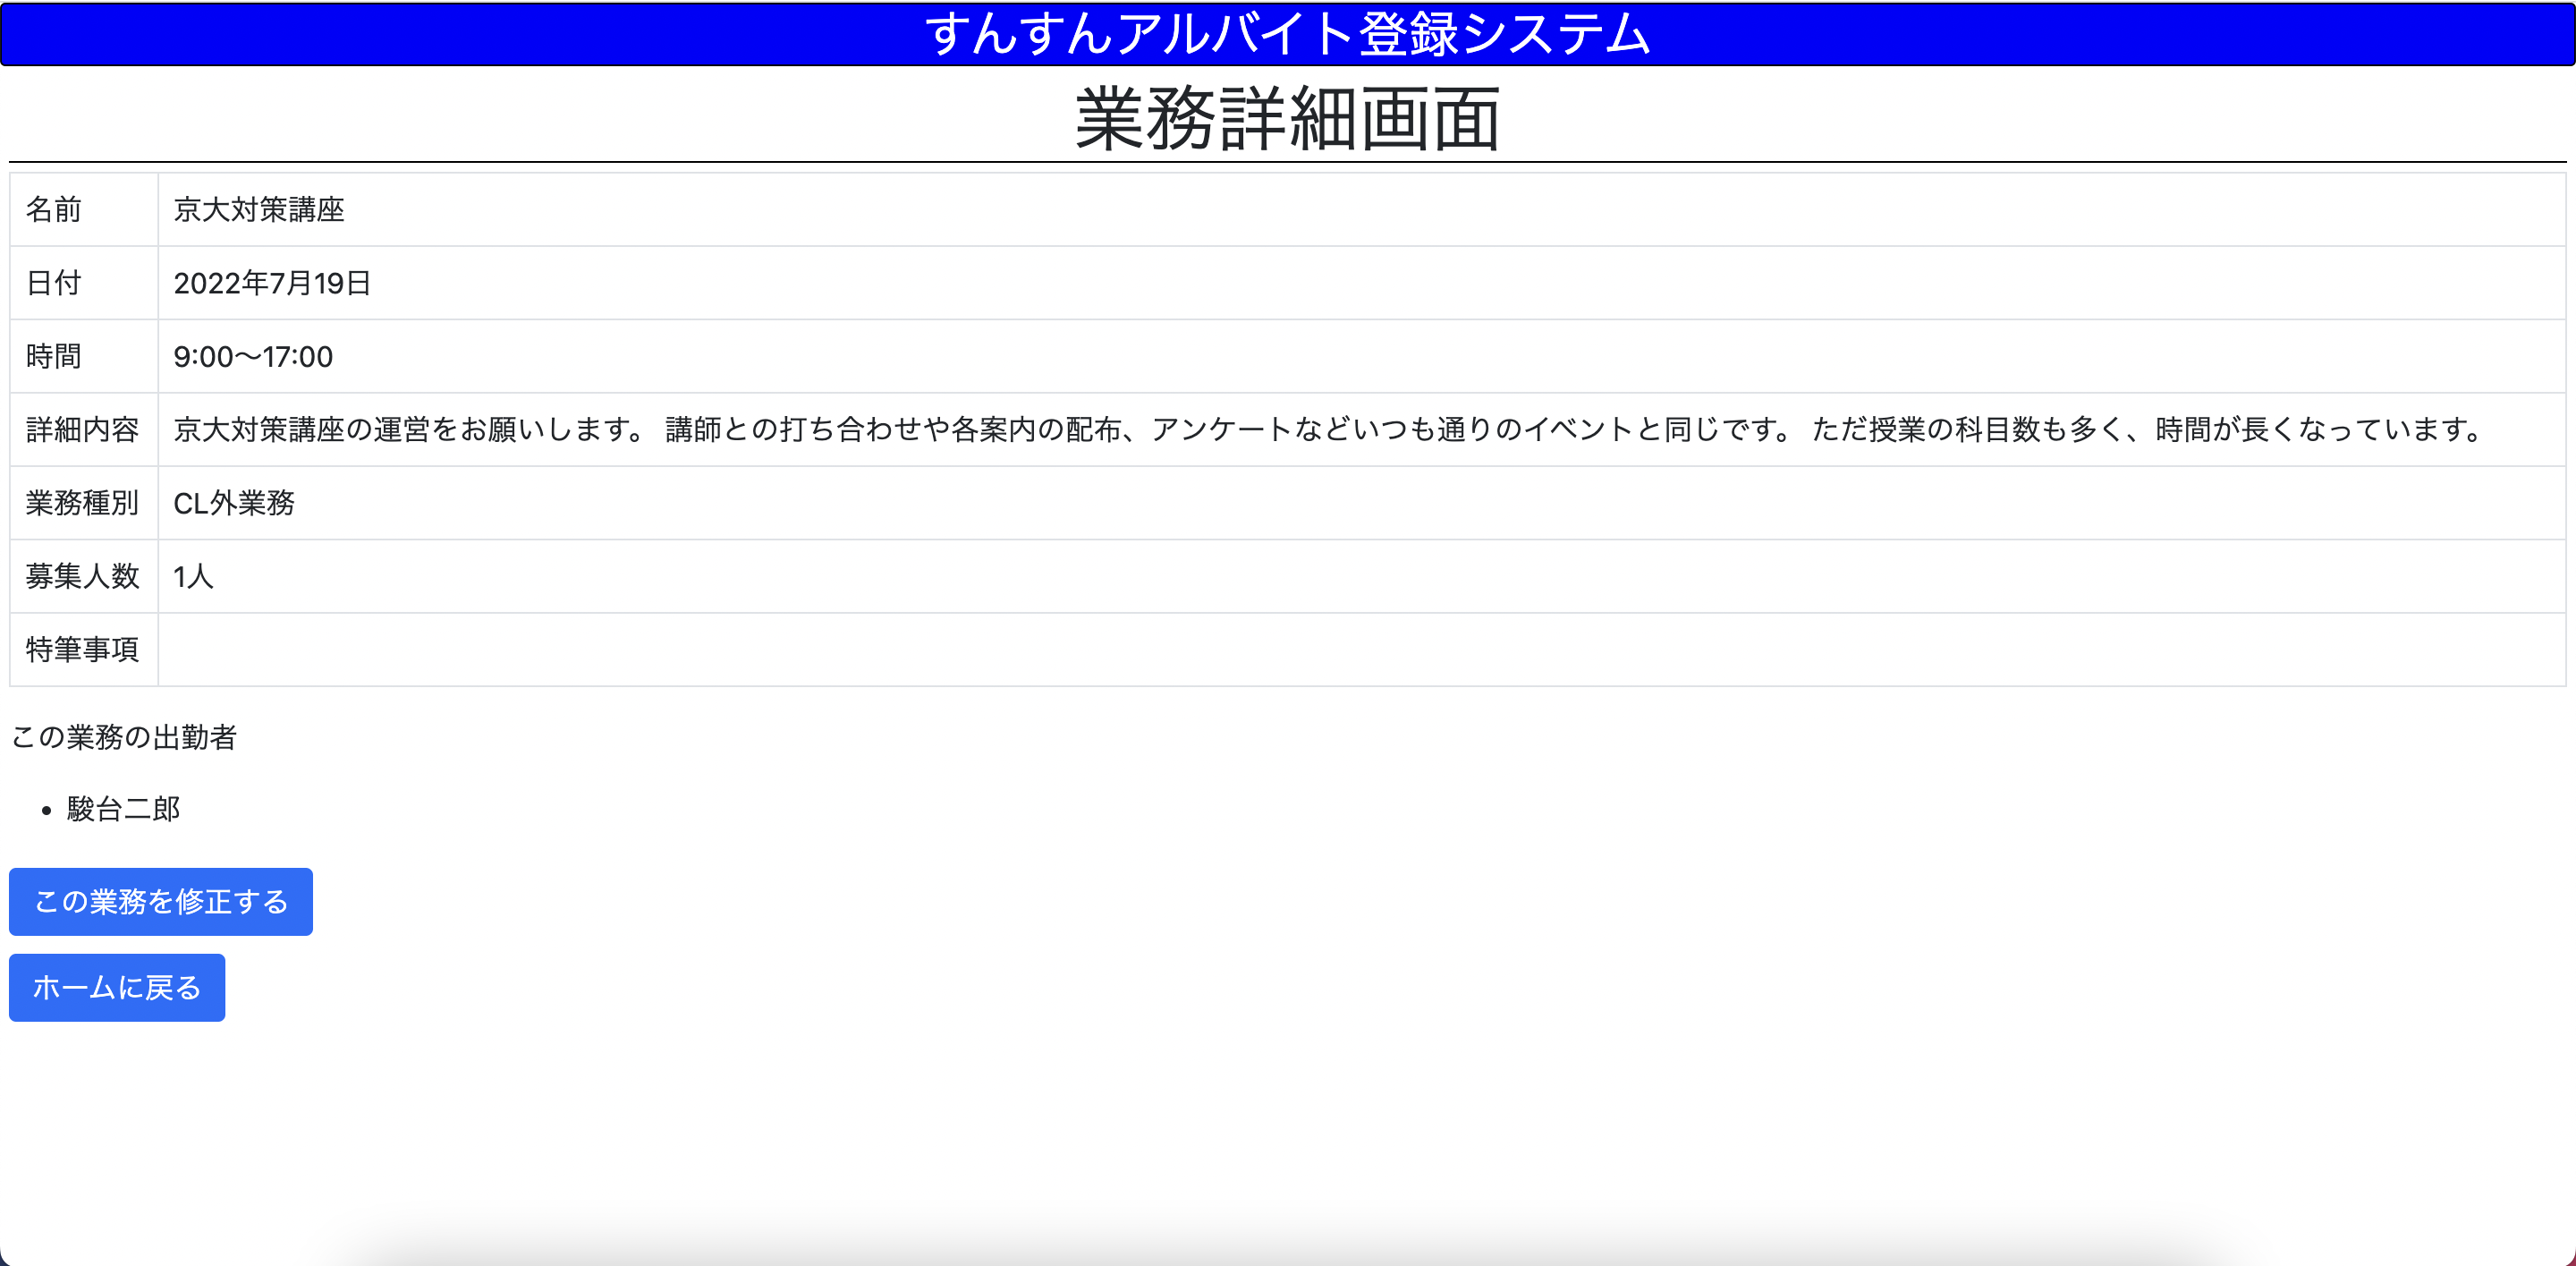 すんすんアルバイト登録システム
業務詳細画面
名前 京大対策講座
日付 2022年7月19日
時間 9:00〜17:00
詳細内容 京大対策講座の運営をお願いします。 講師との打ち合わせや各案内の配布、アンケートなどいつも通りのイベントと同じです。 ただ授業の科目数も多く、時間が長くなっています。
業務種別 CL外業務
募集人数 1人
特筆事項
この業務の出勤者
• 駿台二郎
この業務を修正する
ホームに戻る